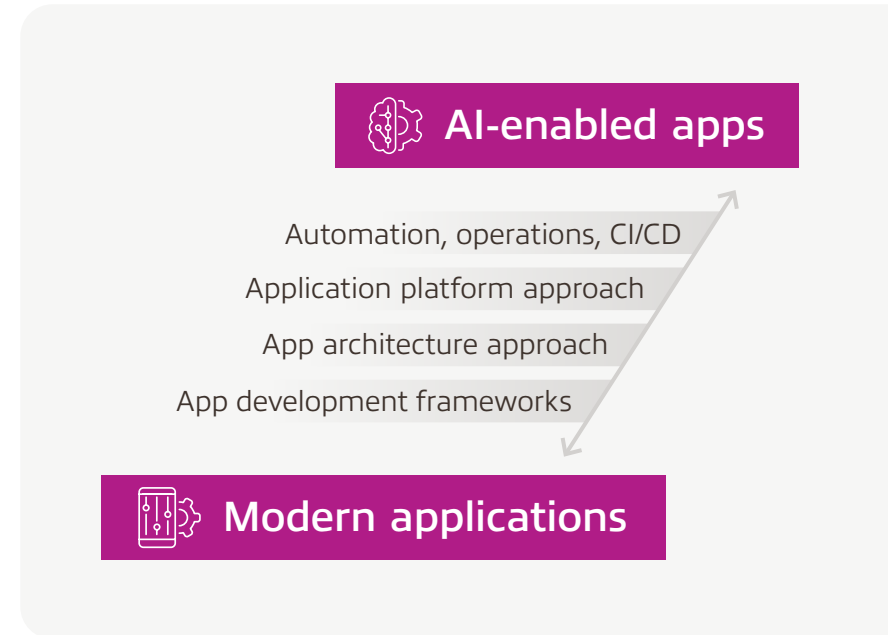 AI-enabled apps
Automation, operations, CI/CD
Application platform approach
App architecture approach
App development frameworks
Modern applications